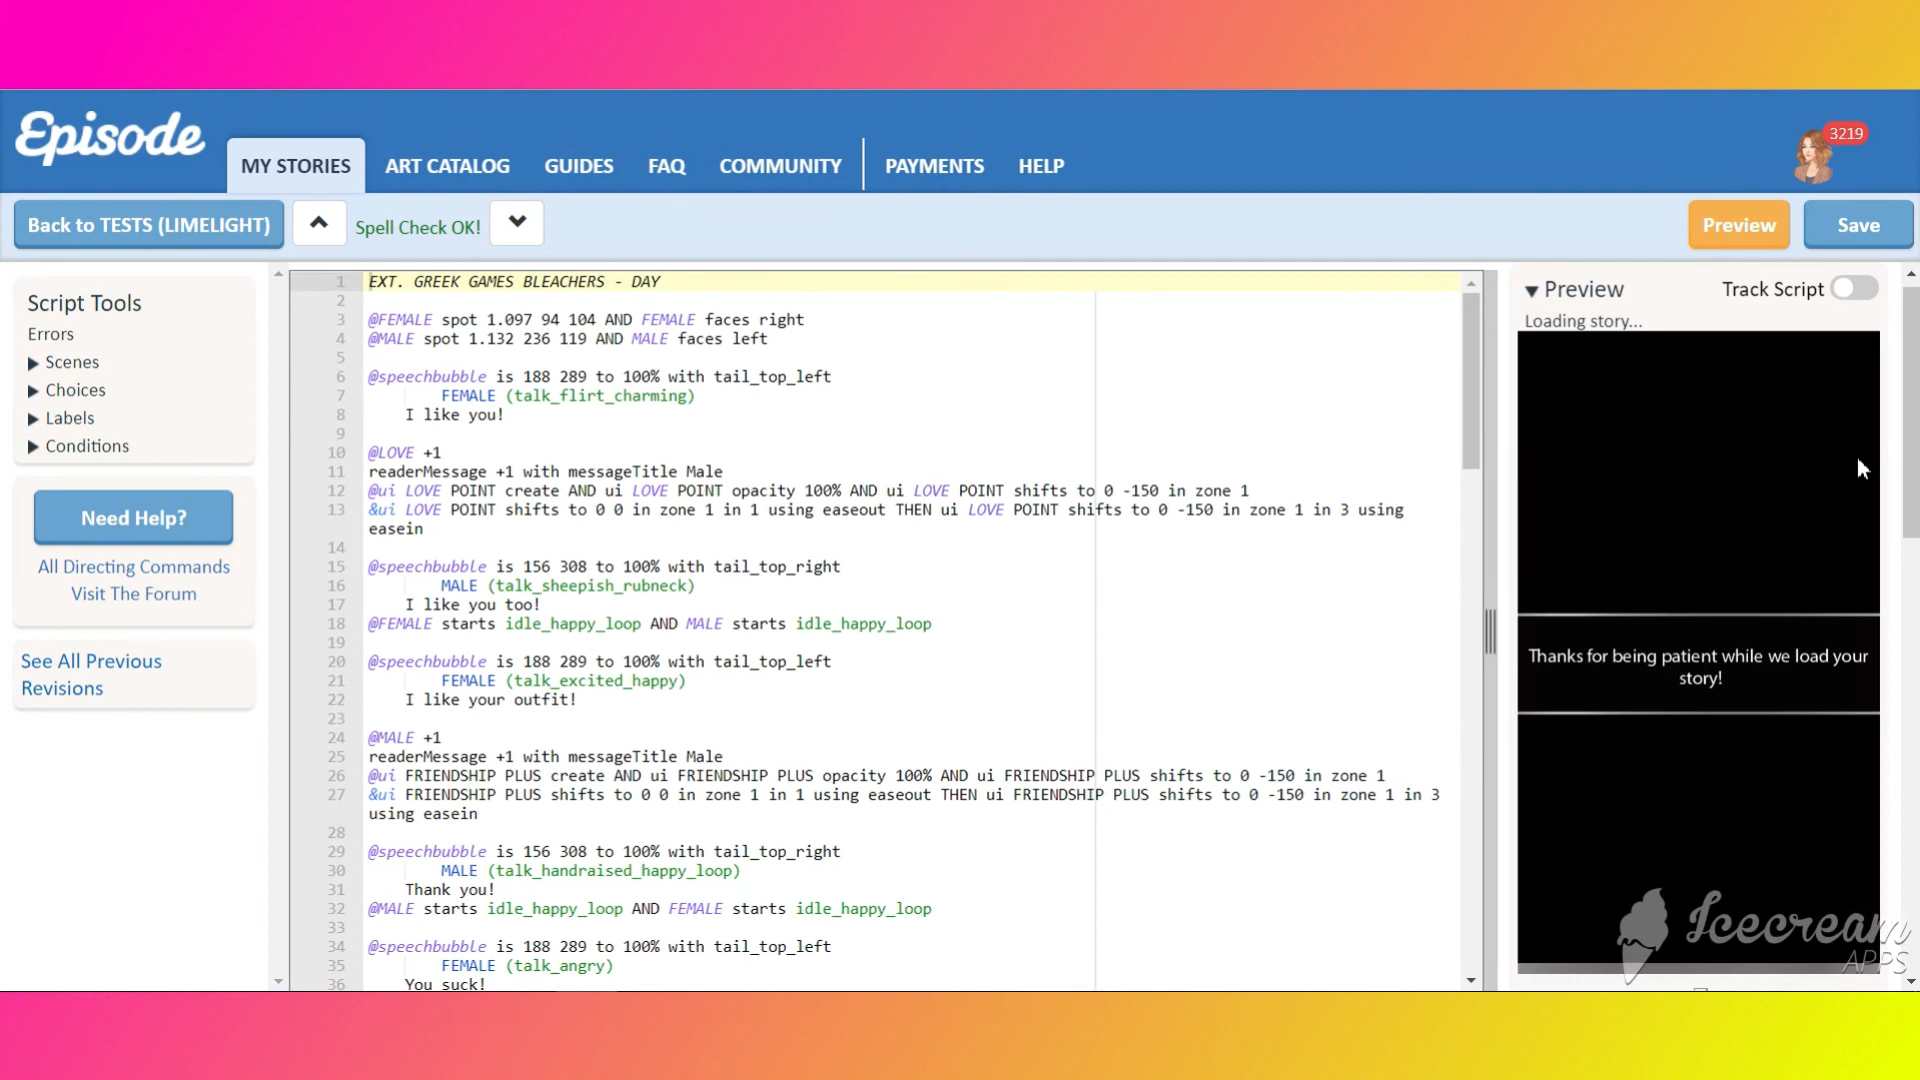 Episode
MY STORIES
ART CATALOG
GUIDES
FAQ
COMMUNITY
PAYMENTS
HELP
3219
Back to TESTS (LIMELIGHT)
Spell Check OK!
Preview
Save
Script Tools
Errors
Scenes
Choices
Labels
Conditions
Need Help?
All Directing Commands
Visit The Forum
See All Previous
Revisions
1 EXT. GREEK GAMES BLEACHERS - DAY
2
3 @FEMALE spot 1.097 94 104 AND FEMALE faces right
4 @MALE spot 1.132 236 119 AND MALE faces left
5
6 @speechbubble is 188 289 to 100% with tail_top_left
7 FEMALE (talk_flirt_charming)
8 I like you!
9
10 @LOVE +1
11 readerMessage +1 with messageTitle Male
12 @ui LOVE POINT create AND ui LOVE POINT opacity 100% AND ui LOVE POINT shifts to 0 -150 in zone 1
13 &ui LOVE POINT shifts to 0 0 in zone 1 in 1 using easeout THEN ui LOVE POINT shifts to 0 -150 in zone 1 in 3 using
easein
14
15 @speechbubble is 156 308 to 100% with tail_top_right
16 MALE (talk_sheepish_rubneck)
17 I like you too!
18 @FEMALE starts idle_happy_loop AND MALE starts idle_happy_loop
19
20 @speechbubble is 188 289 to 100% with tail_top_left
21 FEMALE (talk_excited_happy)
22 I like your outfit!
23
24 @MALE +1
25 readerMessage +1 with messageTitle Male
26 @ui FRIENDSHIP PLUS create AND ui FRIENDSHIP PLUS opacity 100% AND ui FRIENDSHIP PLUS shifts to 0 -150 in zone 1
27 &ui FRIENDSHIP PLUS shifts to 0 0 in zone 1 in 1 using easeout THEN ui FRIENDSHIP PLUS shifts to 0 -150 in zone 1 in 3
using easein
28
29 @speechbubble is 156 308 to 100% with tail_top_right
30 MALE (talk_handraised_happy_loop)
31 Thank you!
32 @MALE starts idle_happy_loop AND FEMALE starts idle_happy_loop
33
34 @speechbubble is 188 289 to 100% with tail_top_left
35 FEMALE (talk_angry)
36 You suck!
Preview
Track Script
Loading story...
Thanks for being patient while we load your
story!
Icecream
APPS